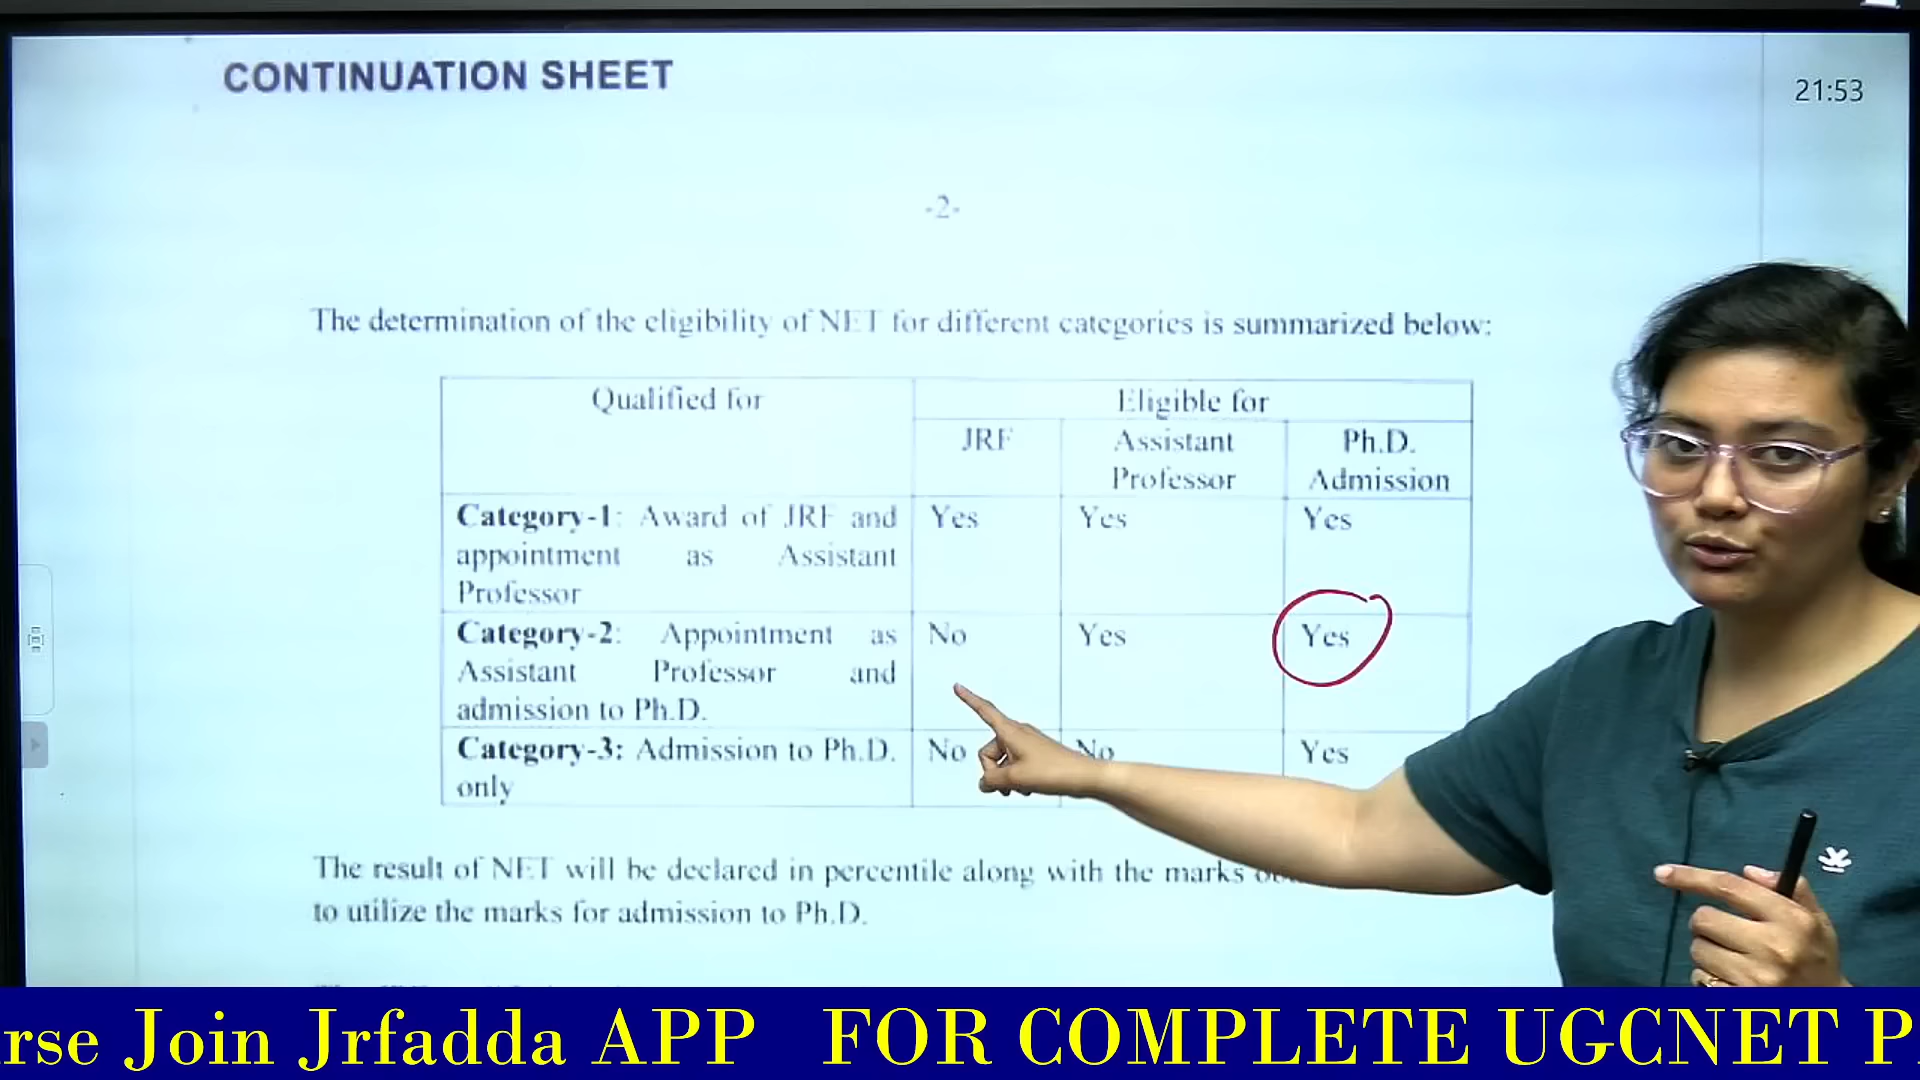 CONTINUATION SHEET
21:53
-2-
The determination of the eligibility of NET for different categories is summarized below:
Qualified for
Eligible for
JRF
Assistant Professor
Ph.D. Admission
Category-1: Award of JRF and
appointment as Assistant
Professor
Yes
Yes
Yes
Category-2: Appointment as
Assistant Professor and
admission to Ph.D.
No
Yes
Yes
Category-3: Admission to Ph.D.
only
No
No
Yes
The result of NET will be declared in percentile along with the marks
to utilize the marks for admission to Ph.D.
rse Join Jrfadda APP FOR COMPLETE UGCNET P